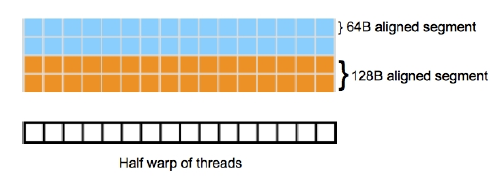 64B aligned segment
128B aligned segment
Half warp of threads